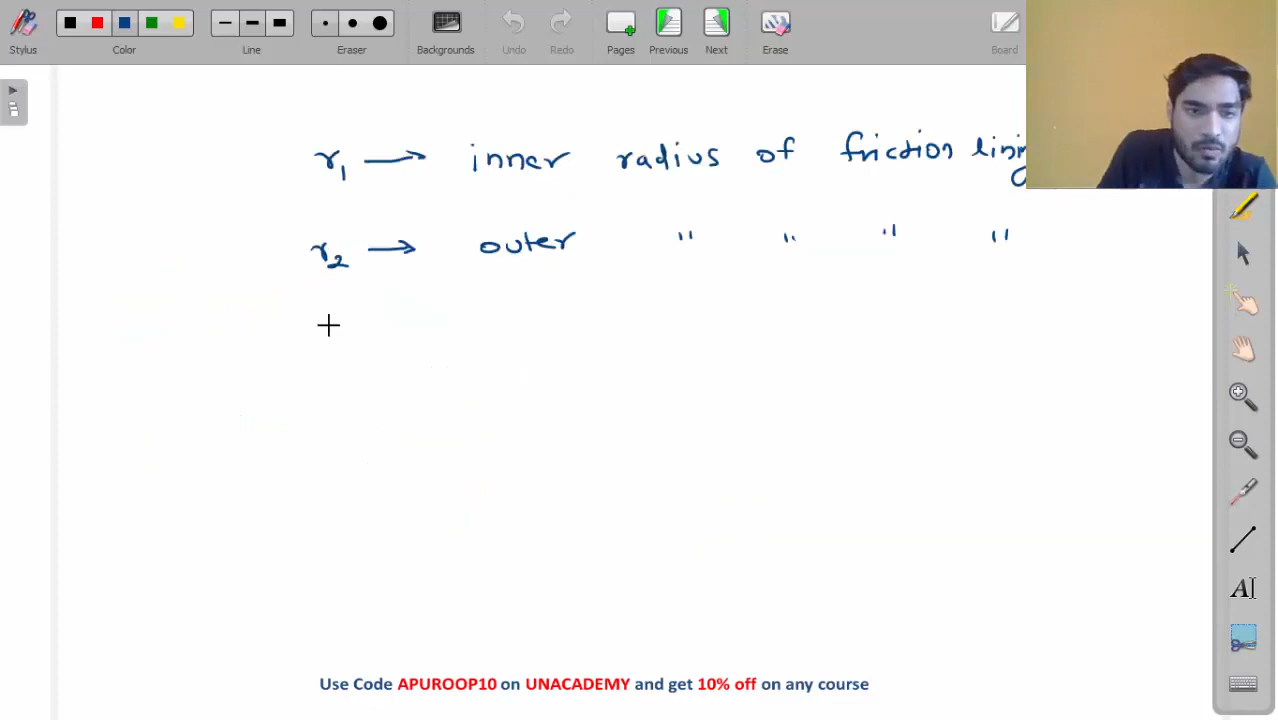 Stylus Color Line Eraser Backgrounds Undo Redo Pages Previous Next Erase Board
r₁ → inner radius of friction lining
r₂ → outer " " " "
Use Code APUROOP10 on UNACADEMY and get 10% off on any course